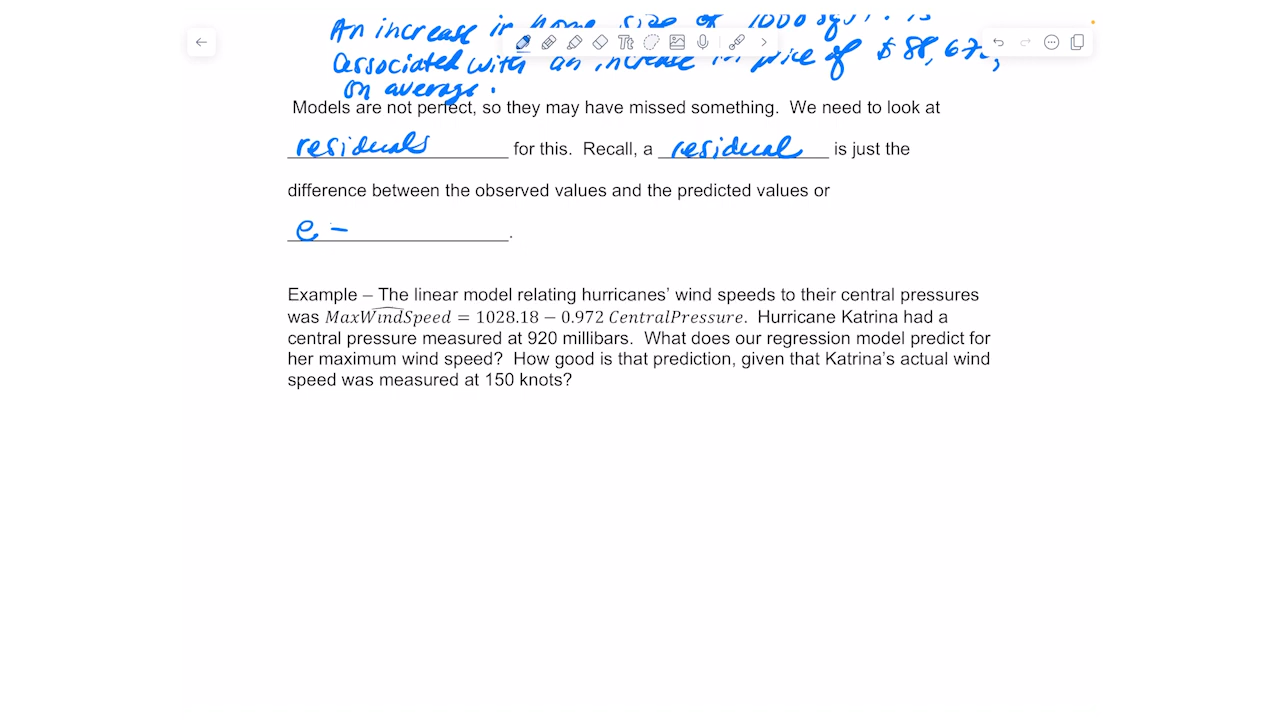 An increase in home size of 1000 sq ft. is
associated with an increase in price of $88,67
on average.
Models are not perfect, so they may have missed something. We need to look at
residuals for this. Recall, a residual is just the
difference between the observed values and the predicted values or
e =
Example – The linear model relating hurricanes' wind speeds to their central pressures
was MaxWindSpeed = 1028.18 − 0.972 CentralPressure. Hurricane Katrina had a
central pressure measured at 920 millibars. What does our regression model predict for
her maximum wind speed? How good is that prediction, given that Katrina's actual wind
speed was measured at 150 knots?